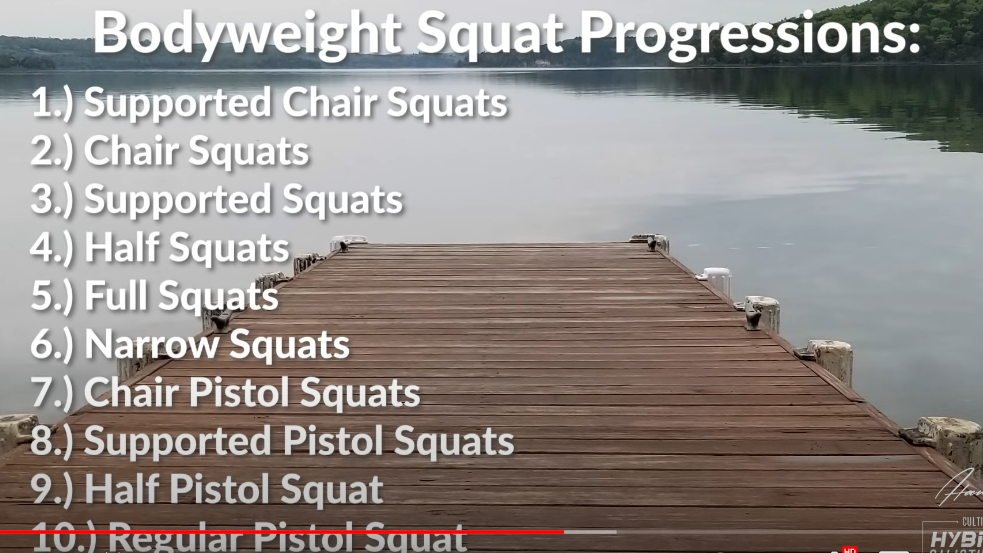 Bodyweight Squat Progressions:
1.) Supported Chair Squats
2.) Chair Squats
3.) Supported Squats
4.) Half Squats
5.) Full Squats
6.) Narrow Squats
7.) Chair Pistol Squats
8.) Supported Pistol Squats
9.) Half Pistol Squat
10.) Regular Pistol Squat
HD